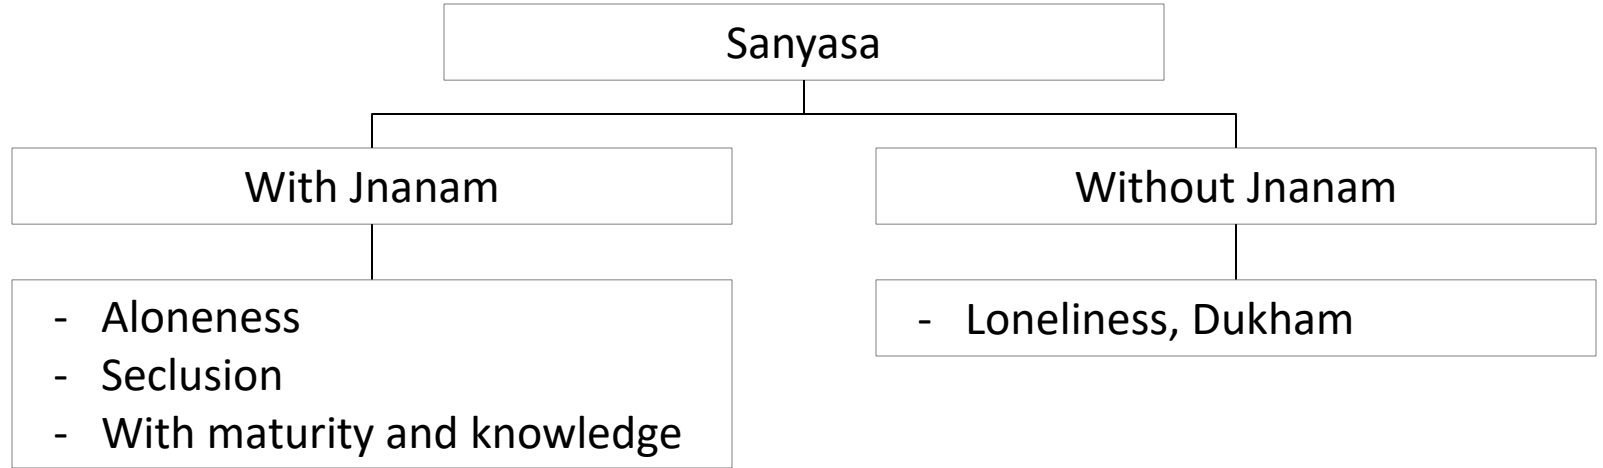 Sanyasa
With Jnanam
Without Jnanam
- Aloneness
- Seclusion
- With maturity and knowledge
- Loneliness, Dukham